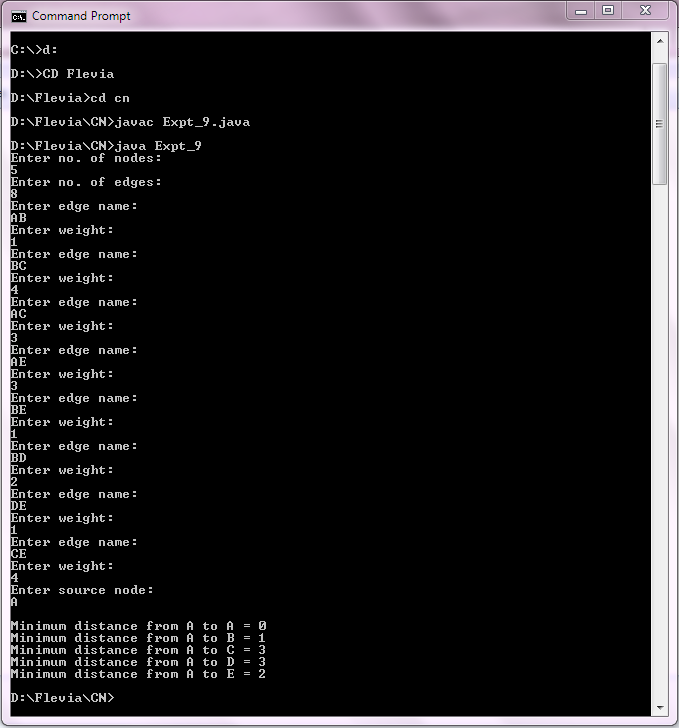 Command Prompt
C:\>d:
D:\>CD Flevia
D:\Flevia>cd cn
D:\Flevia\CN>javac Expt_9.java
D:\Flevia\CN>java Expt_9
Enter no. of nodes:
5
Enter no. of edges:
8
Enter edge name:
AB
Enter weight:
1
Enter edge name:
BC
Enter weight:
4
Enter edge name:
AC
Enter weight:
3
Enter edge name:
AE
Enter weight:
3
Enter edge name:
BE
Enter weight:
1
Enter edge name:
BD
Enter weight:
2
Enter edge name:
DE
Enter weight:
1
Enter edge name:
CE
Enter weight:
4
Enter source node:
A
Minimum distance from A to A = 0
Minimum distance from A to B = 1
Minimum distance from A to C = 3
Minimum distance from A to D = 3
Minimum distance from A to E = 2
D:\Flevia\CN>